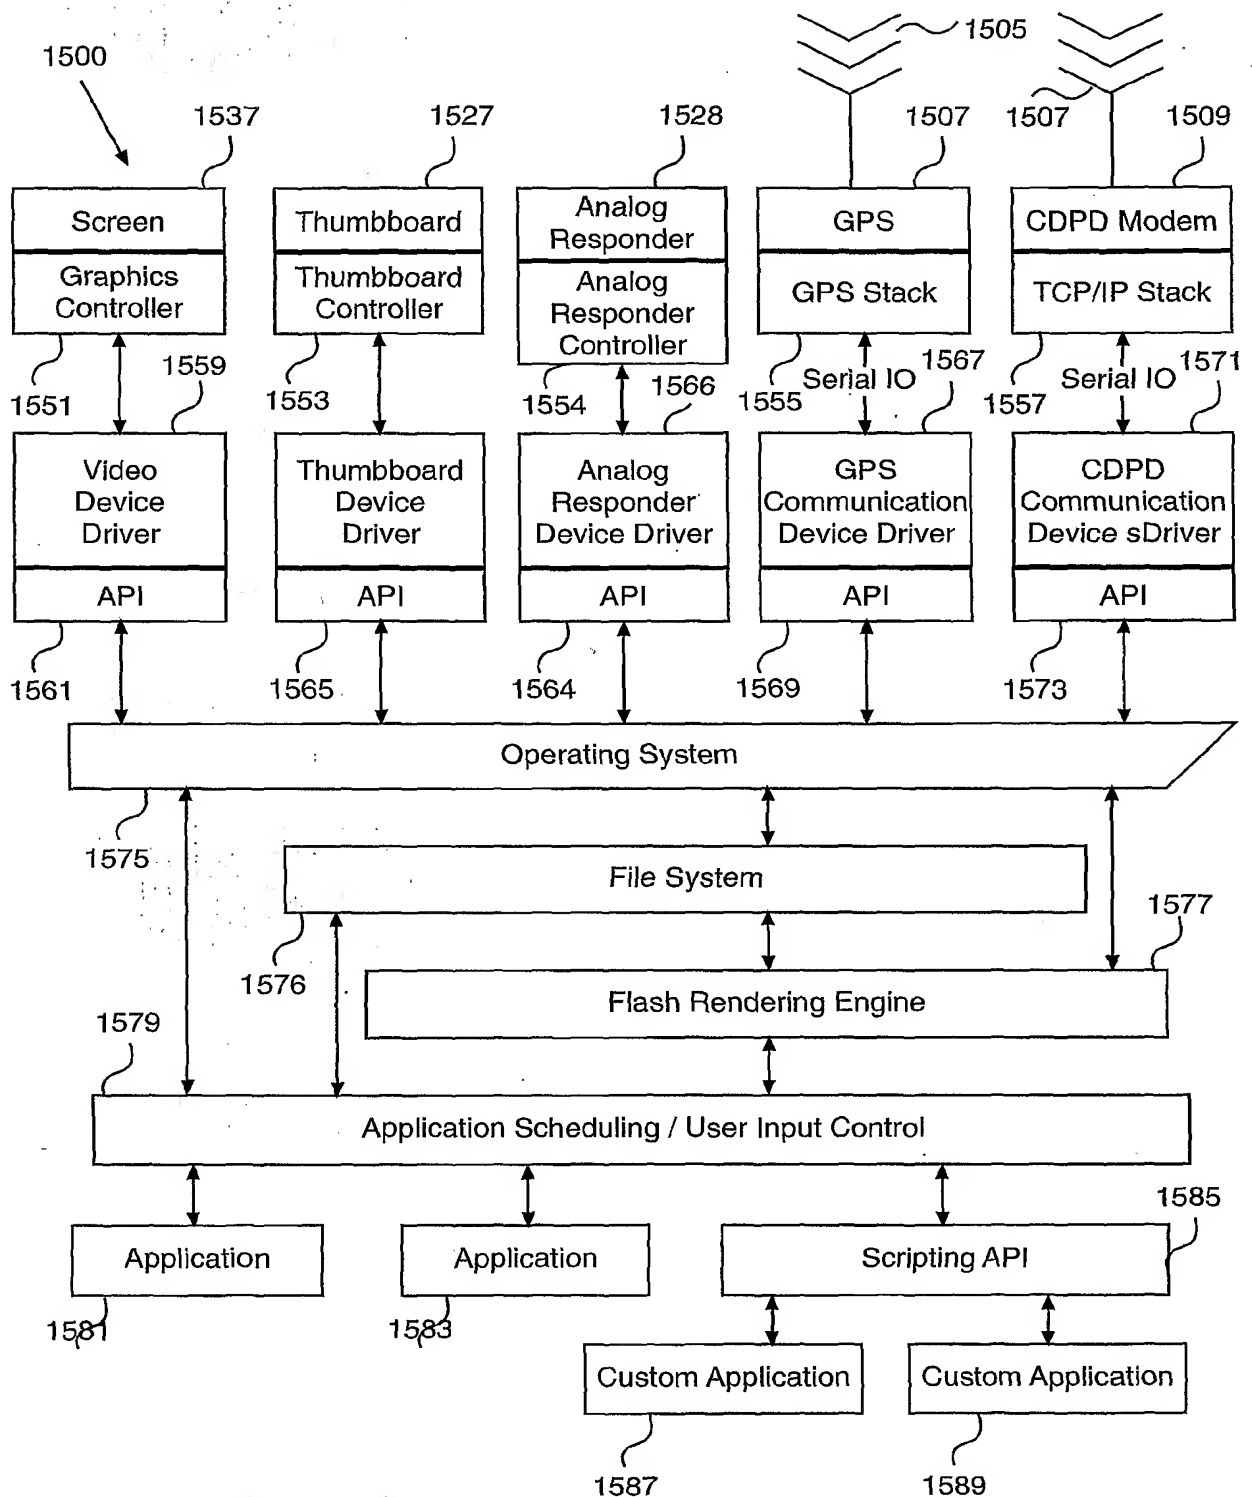 1505
1500
1537
1527
1528
1507
1507
1509
Screen
Thumbboard
Analog
Responder
GPS
CDPD Modem
Graphics
Controller
Thumbboard
Controller
Analog
Responder
Controller
GPS Stack
TCP/IP Stack
1551
1559
1553
1554
1566
1555
Serial IO
1567
1557
Serial IO
1571
Video
Device
Driver
Thumbboard
Device
Driver
Analog
Responder
Device Driver
GPS
Communication
Device Driver
CDPD
Communication
Device sDriver
API
API
API
API
API
1561
1565
1564
1569
1573
Operating System
1575
File System
1576
1577
Flash Rendering Engine
1579
Application Scheduling / User Input Control
1585
Application
Application
Scripting API
1581
1583
Custom Application
Custom Application
1587
1589